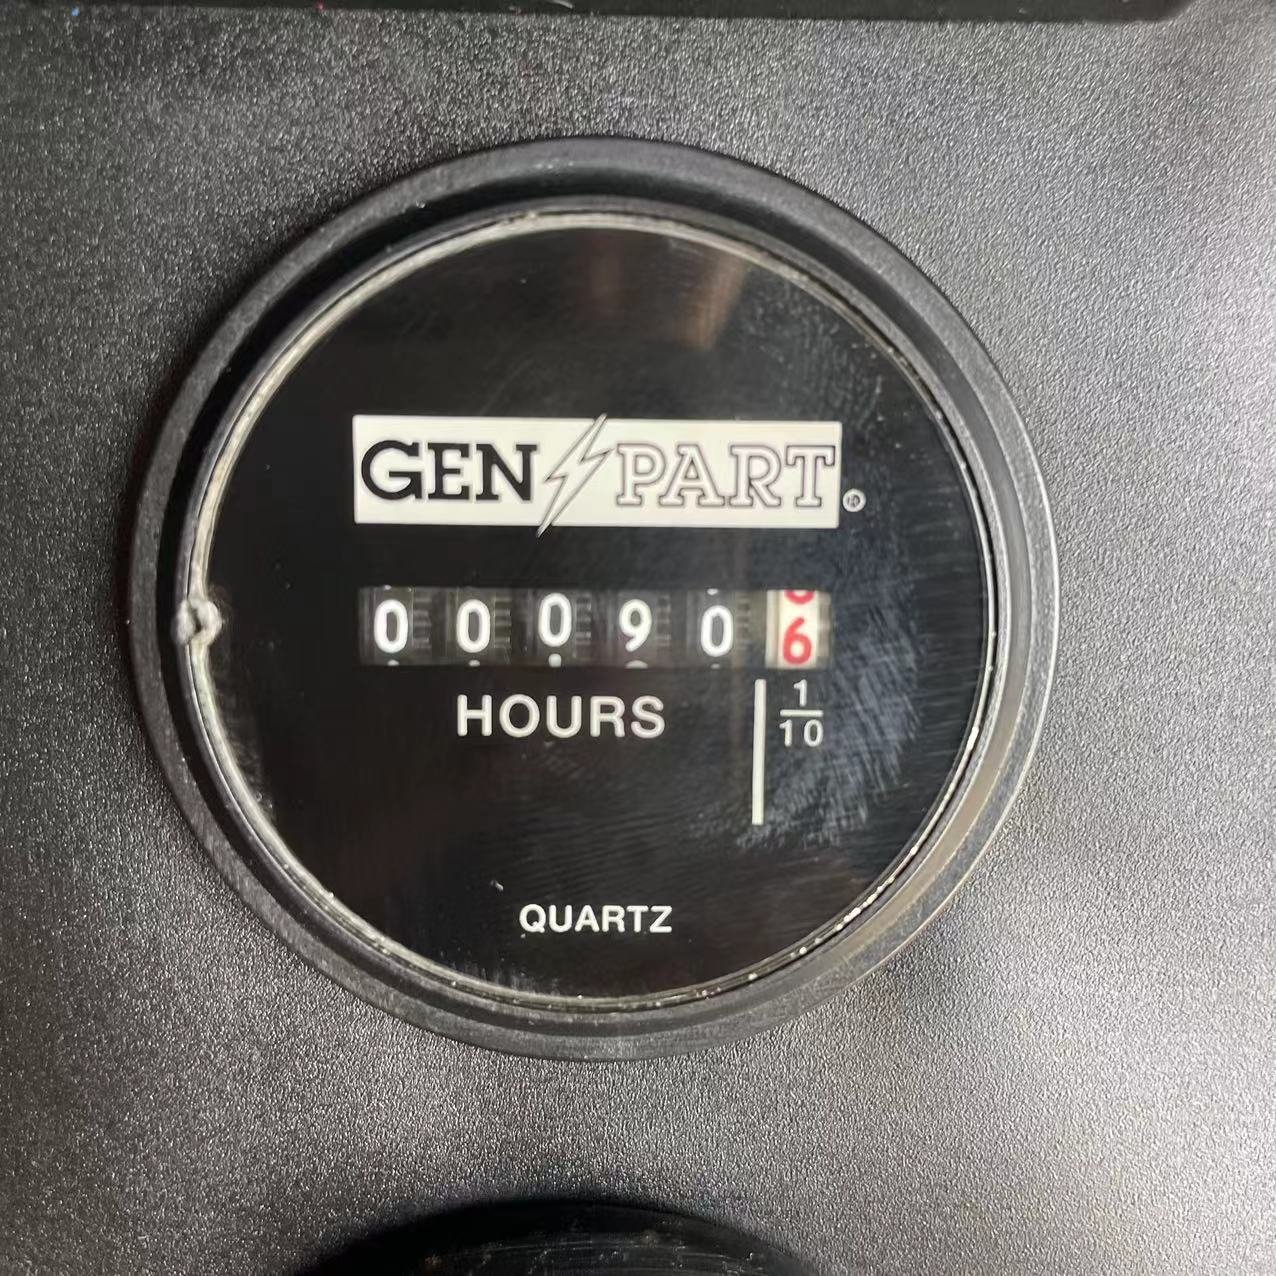 GEN PART ®
0 0 0 9 0 6
HOURS
1/10
QUARTZ